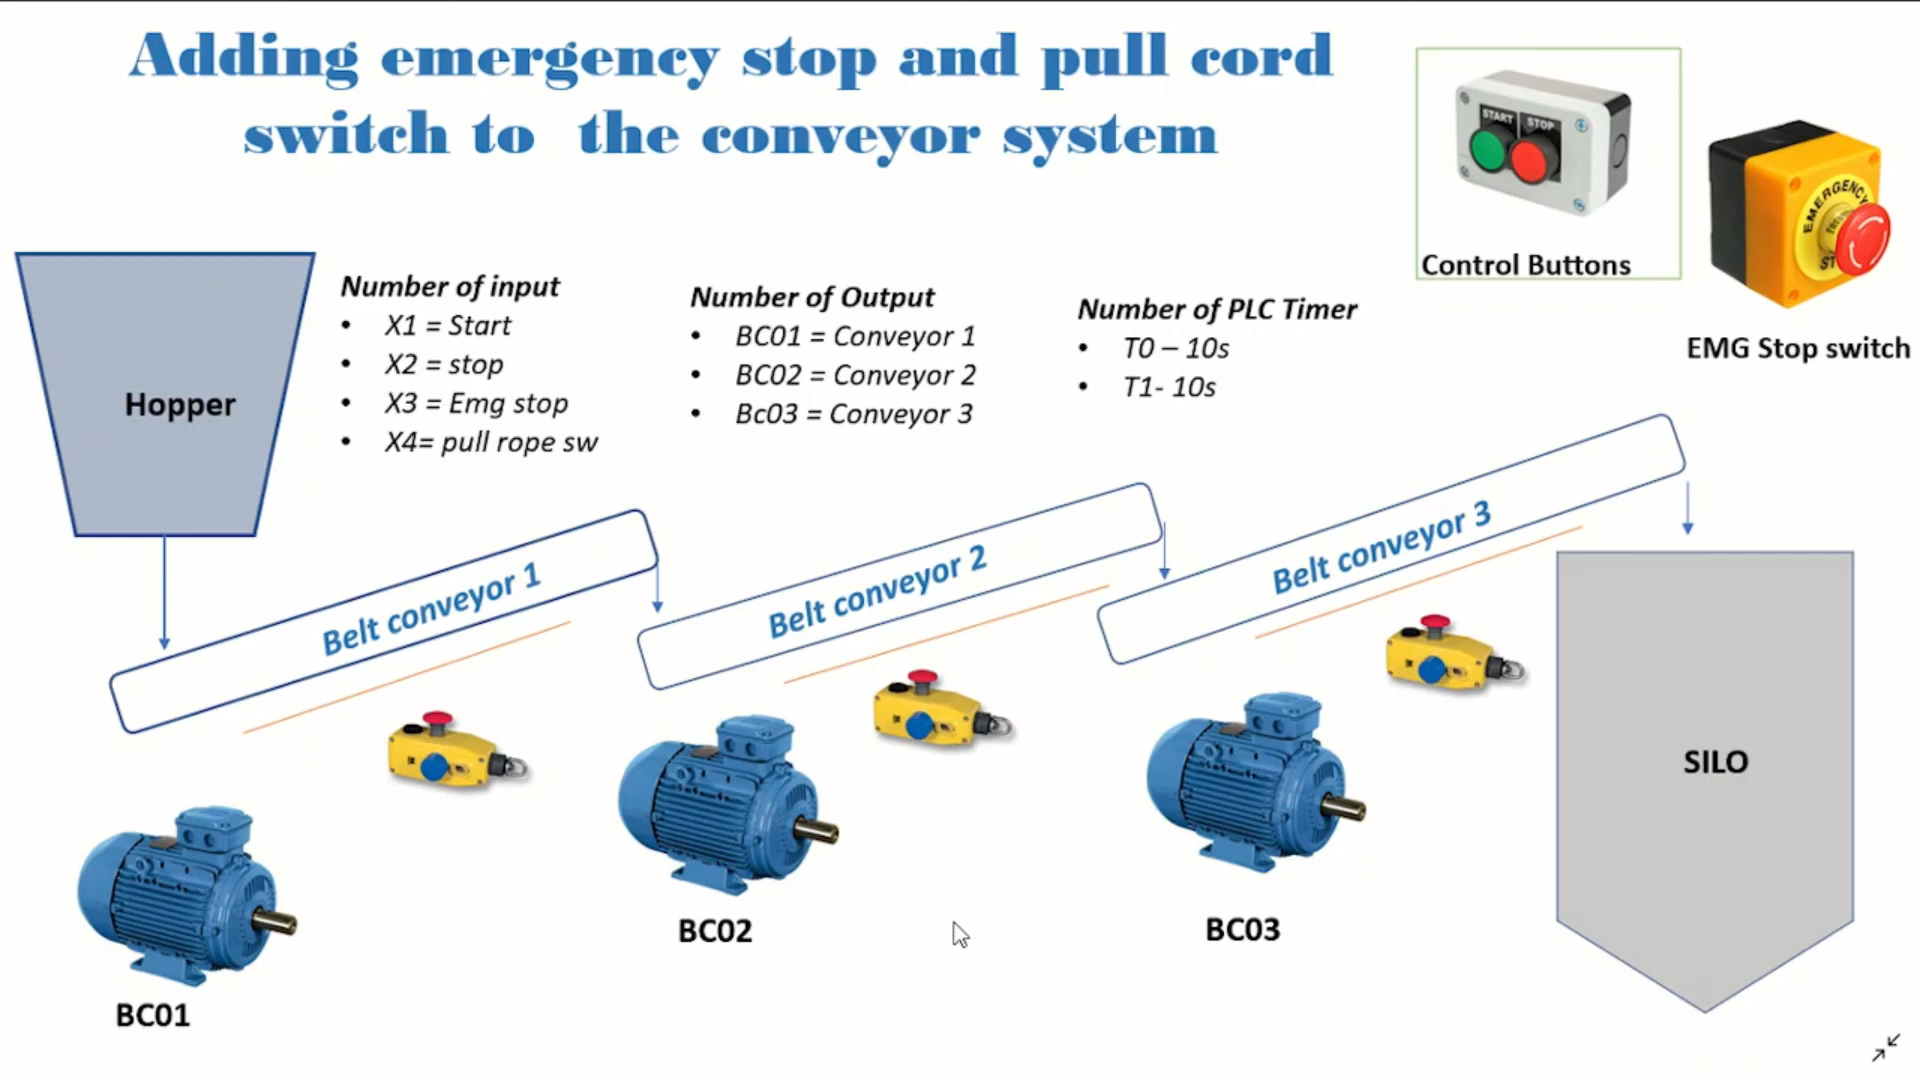 Adding emergency stop and pull cord
switch to the conveyor system
START STOP
Control Buttons
EMERGENCY
EMG Stop switch
Hopper
Number of input
• X1 = Start
• X2 = stop
• X3 = Emg stop
• X4= pull rope sw
Number of Output
• BC01 = Conveyor 1
• BC02 = Conveyor 2
• Bc03 = Conveyor 3
Number of PLC Timer
• T0 – 10s
• T1- 10s
Belt conveyor 1
Belt conveyor 2
Belt conveyor 3
SILO
BC01
BC02
BC03